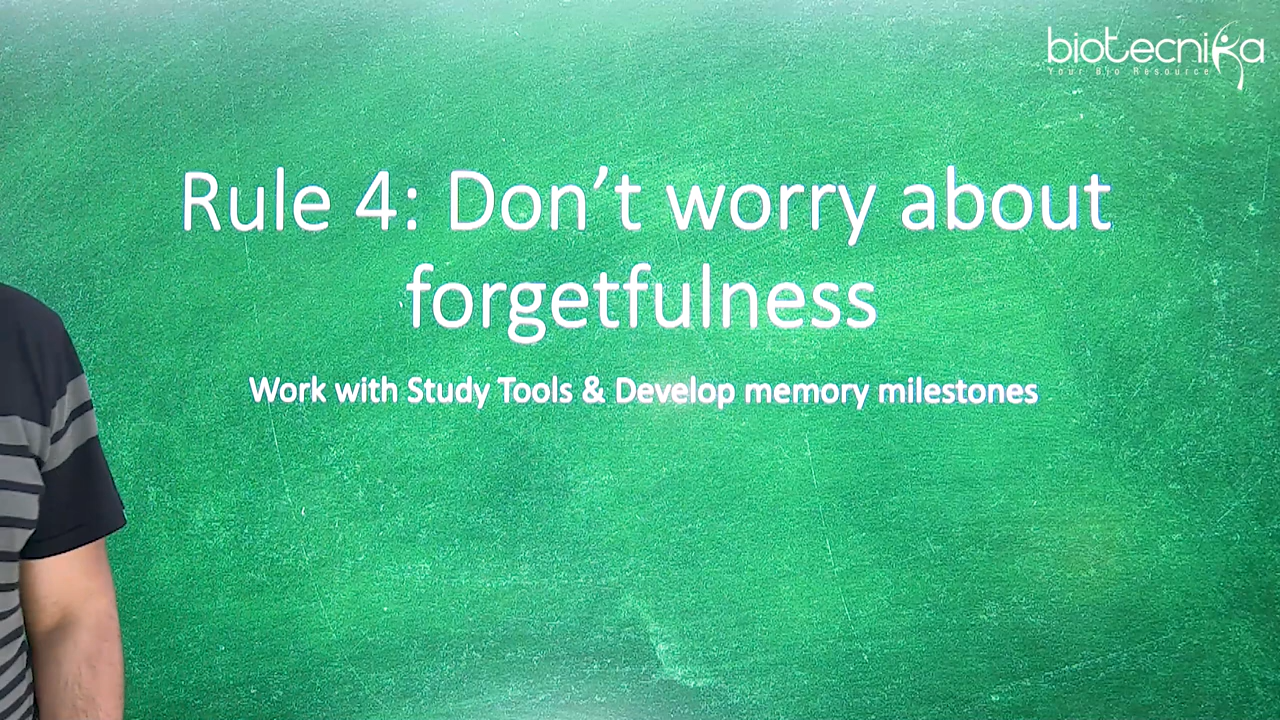 biotecnika
Your Bio Resource
Rule 4: Don’t worry about
forgetfulness
Work with Study Tools & Develop memory milestones